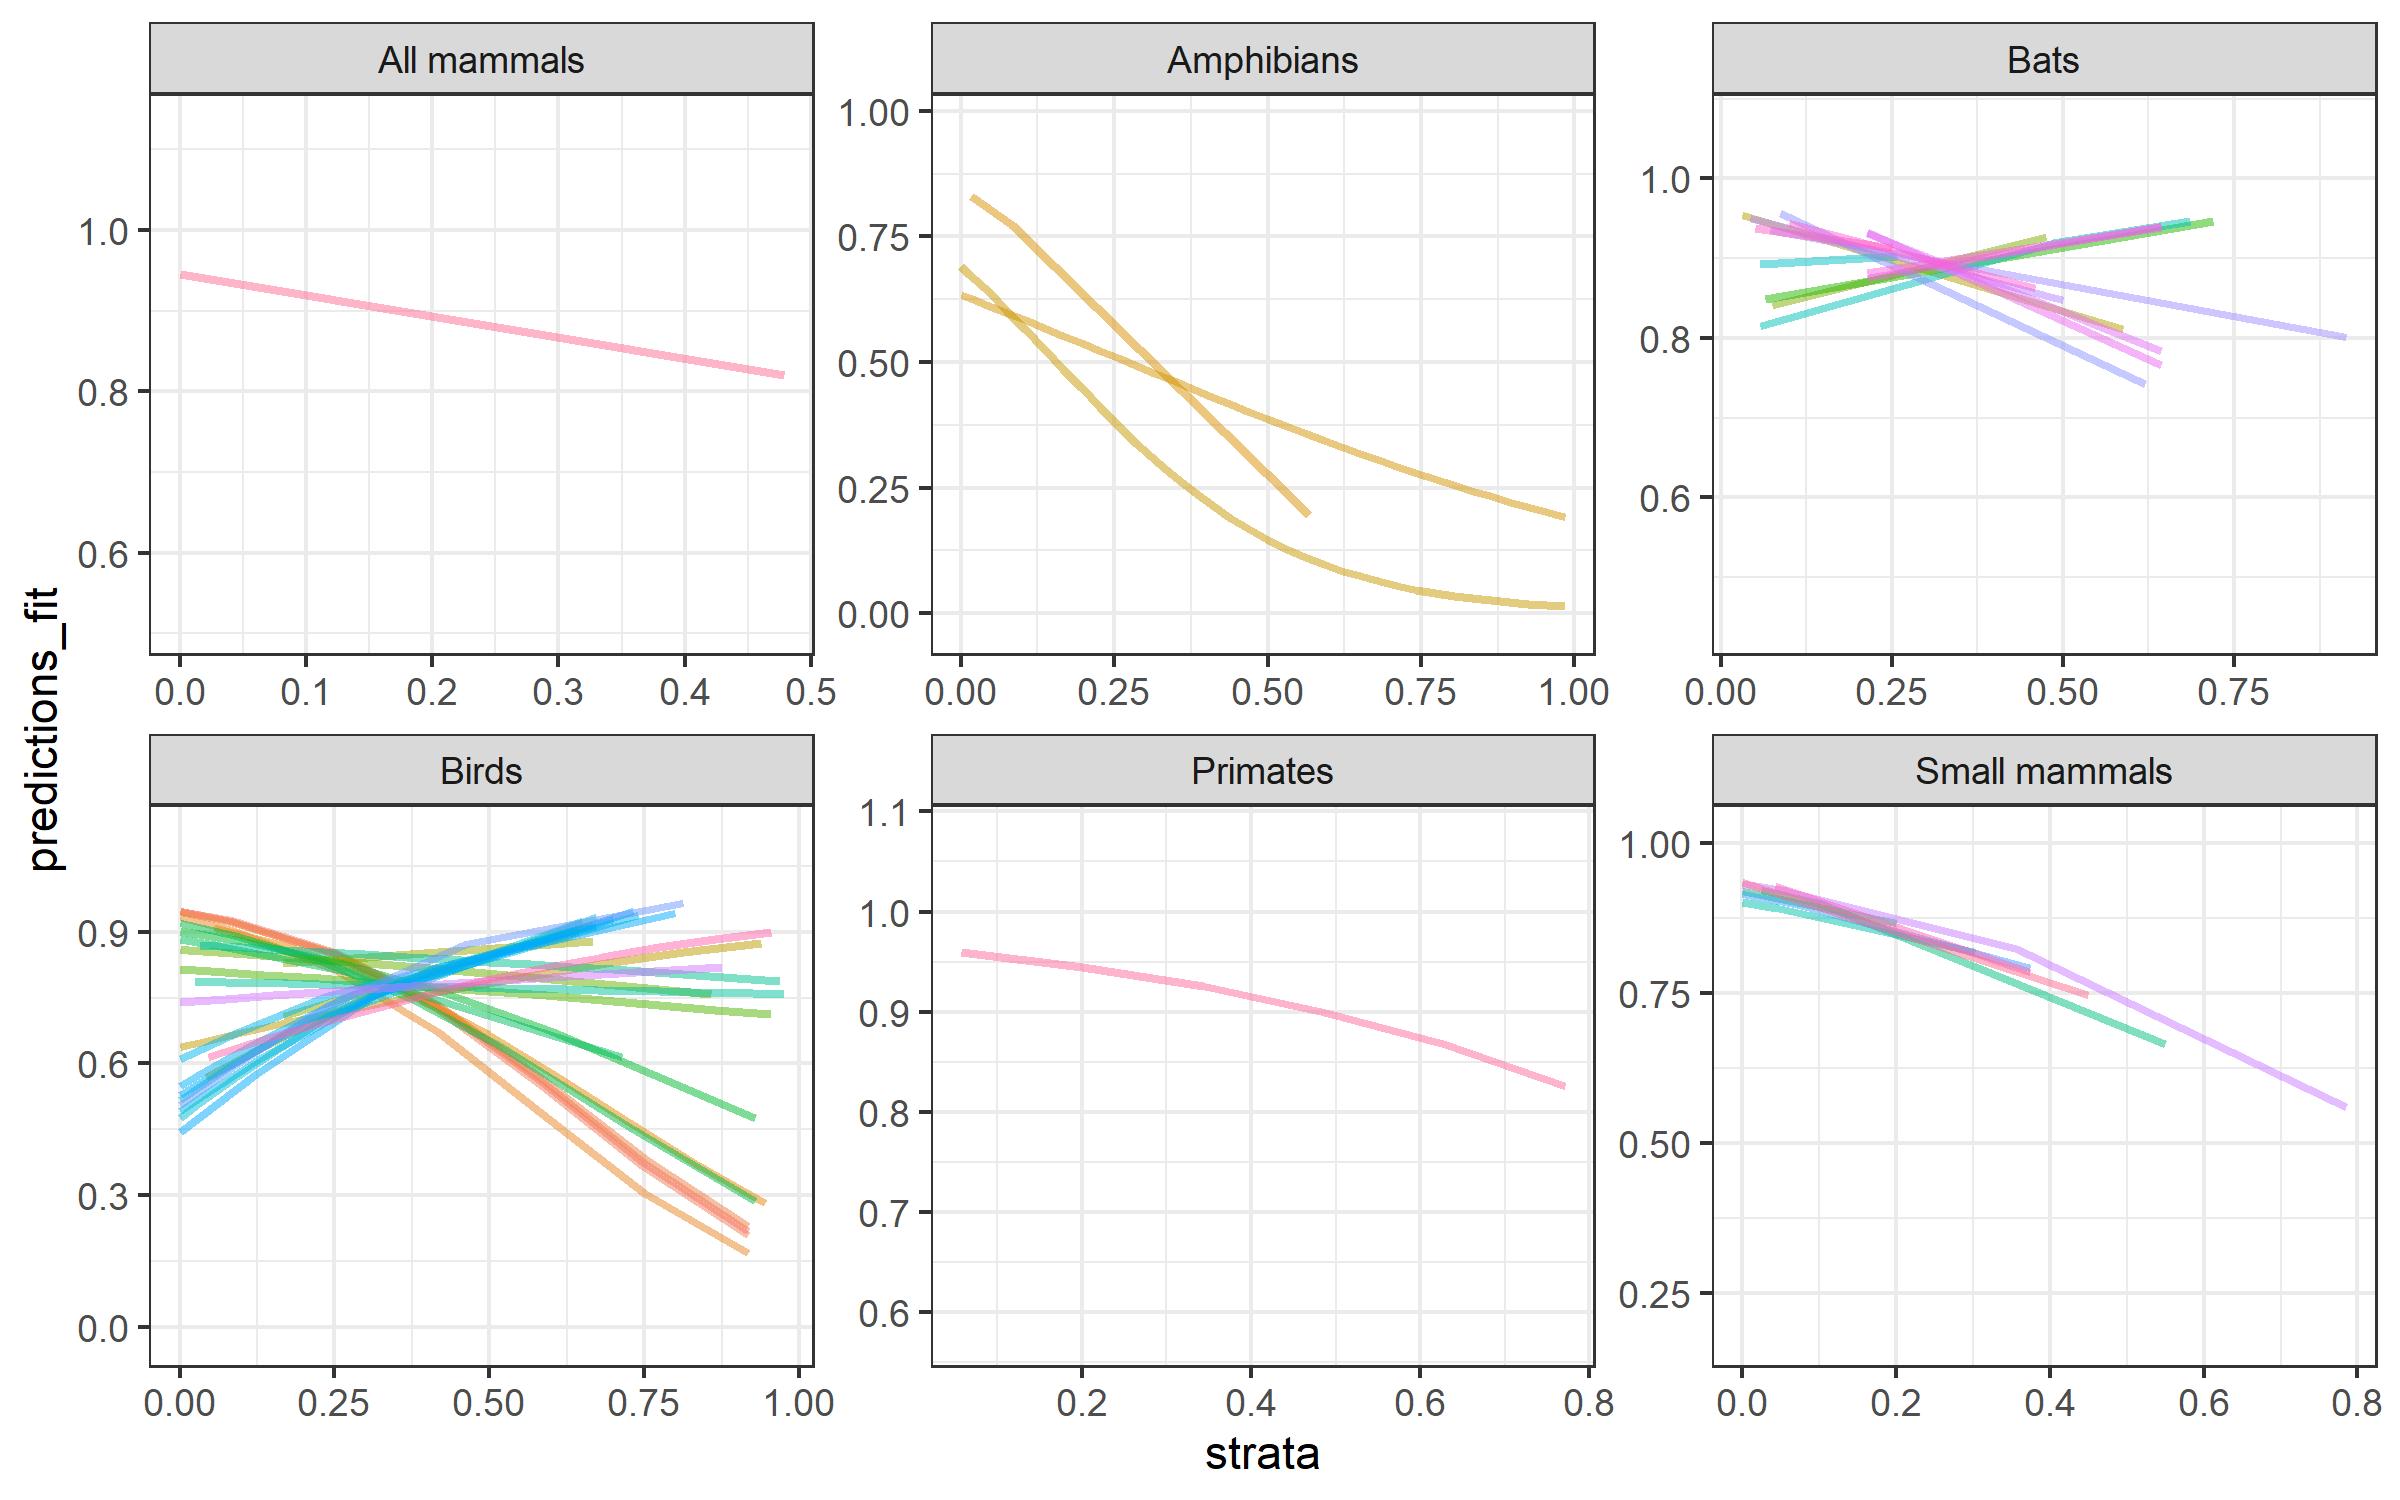 All mammals
Amphibians
Bats
1.0
0.8
0.6
0.0 0.1 0.2 0.3 0.4 0.5
1.00
0.75
0.50
0.25
0.00
0.00 0.25 0.50 0.75 1.00
1.0
0.8
0.6
0.00 0.25 0.50 0.75
predictions_fit
Birds
Primates
Small mammals
0.9
0.6
0.3
0.0
0.00 0.25 0.50 0.75 1.00
1.1
1.0
0.9
0.8
0.7
0.6
0.2 0.4 0.6 0.8
1.00
0.75
0.50
0.25
0.0 0.2 0.4 0.6 0.8
strata